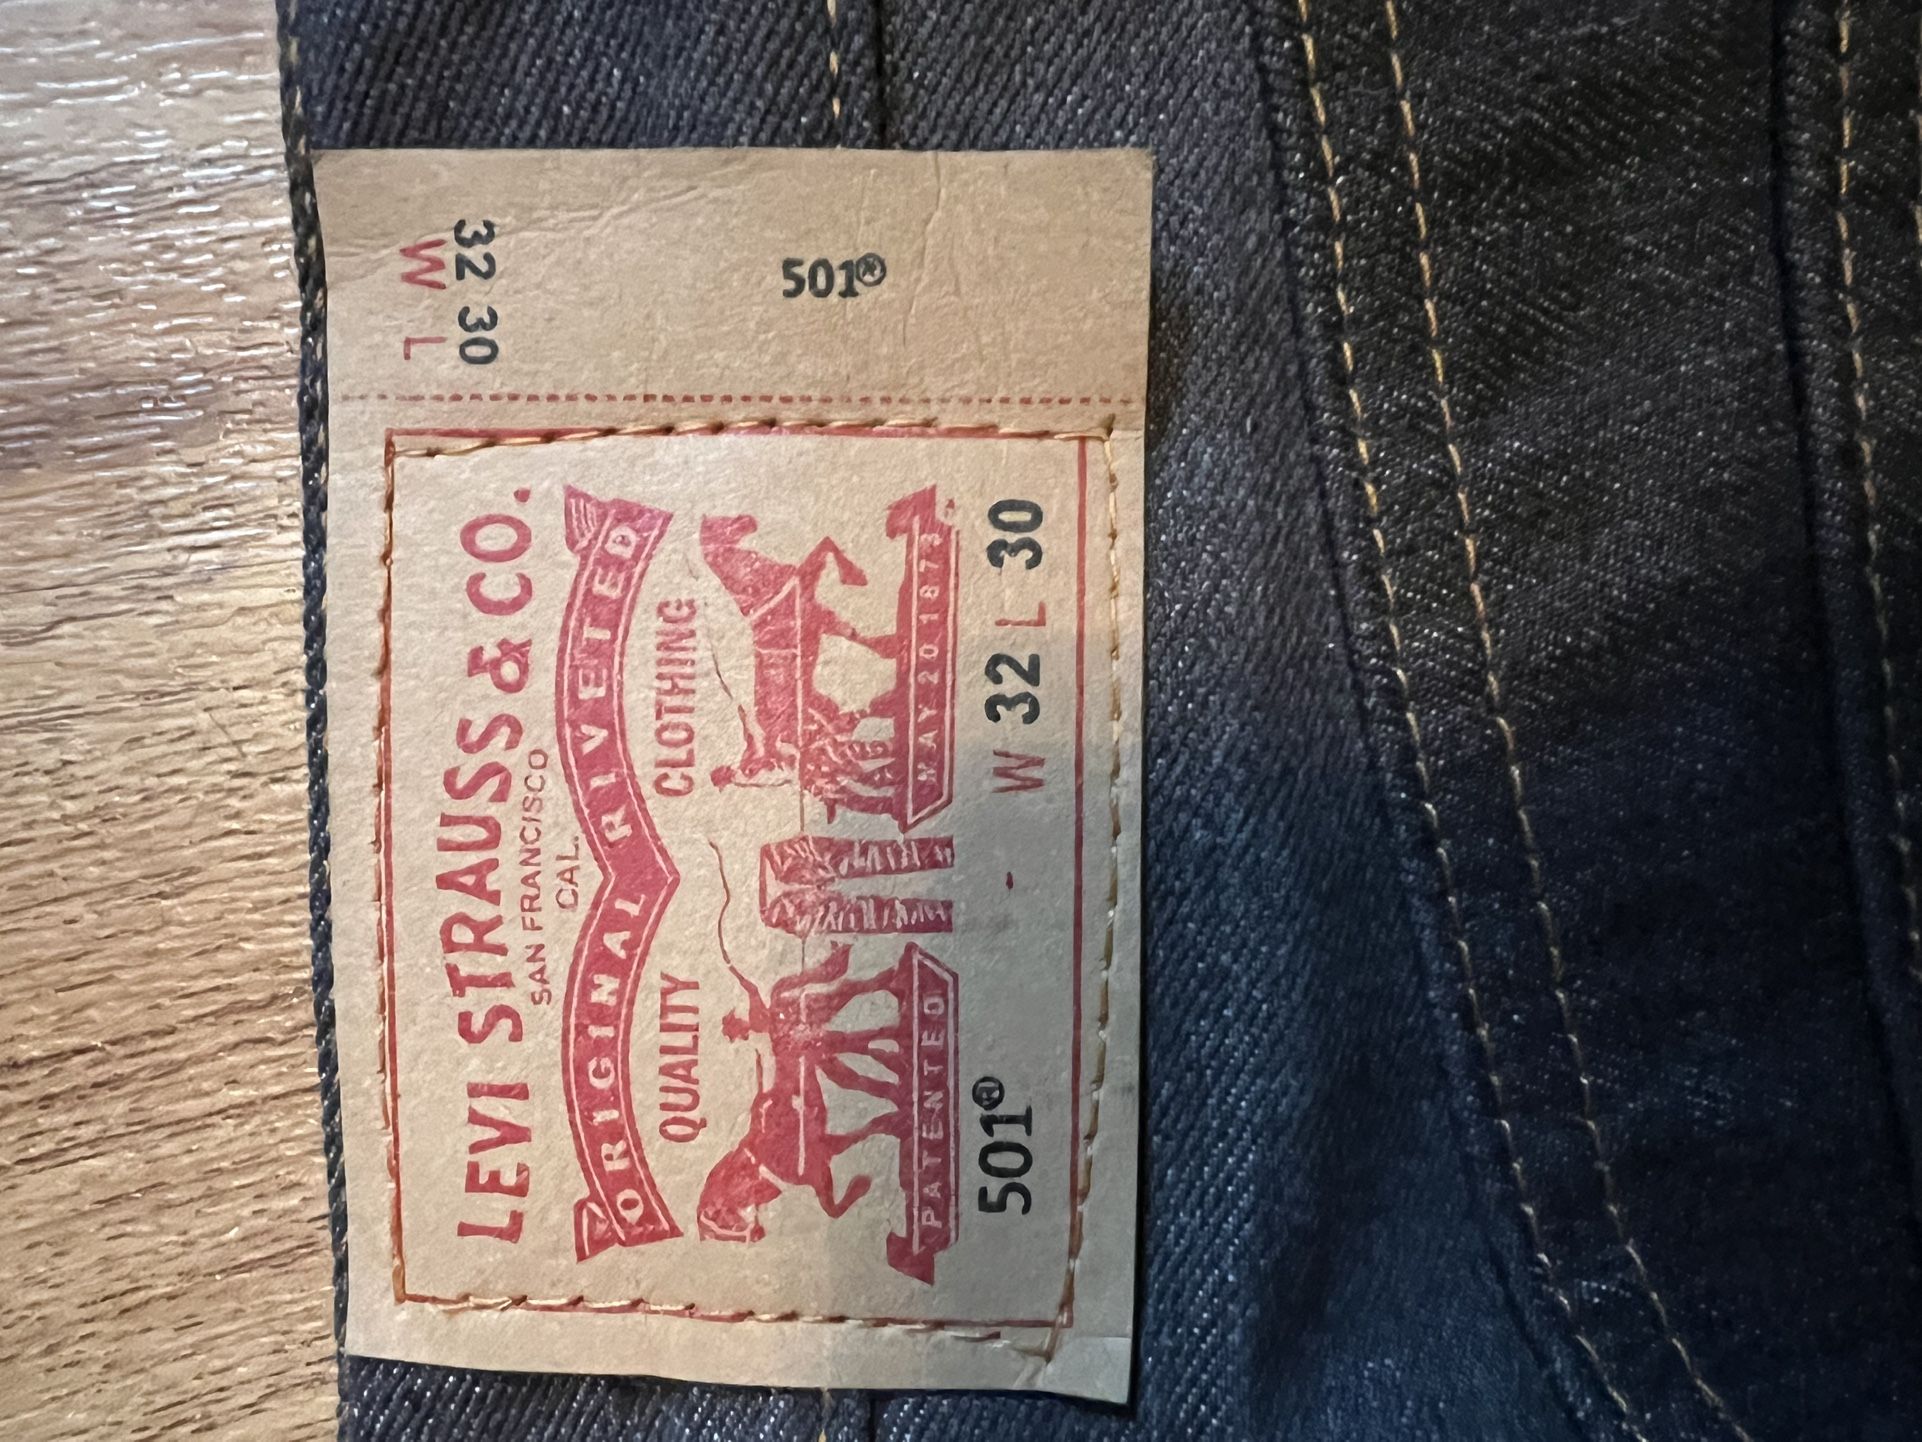 LEVI STRAUSS & CO.
SAN FRANCISCO
CAL.
ORIGINAL RIVETED
QUALITY CLOTHING
PATENTED MAY 20 1873
501® - W 32 L 30
501®
32 30
W L